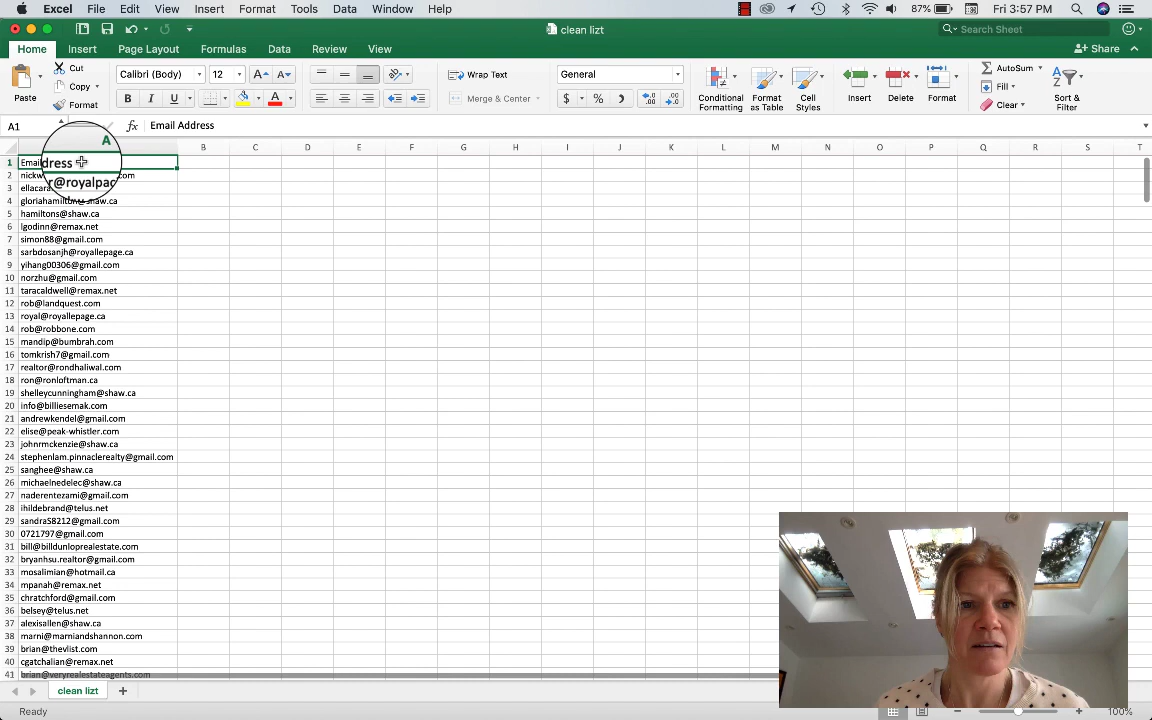 Excel File Edit View Insert Format Tools Data Window Help 87% Fri 3:57 PM
clean lizt Search Sheet
Home Insert Page Layout Formulas Data Review View Share
Paste Cut Copy Format
Calibri (Body) 12 Wrap Text General
B I U Merge & Center $ %
Conditional Formatting Format as Table Cell Styles Insert Delete Format AutoSum Fill Clear Sort & Filter
A1 fx Email Address
A B C D E F G H I J K L M N O P Q R S T
1 Email dress
2 nickw .com
r@royalpac
3 ellacara
4 gloriahamilton@shaw.ca
5 hamiltons@shaw.ca
6 lgodinn@remax.net
7 simon88@gmail.com
8 sarbdosanjh@royallepage.ca
9 yihang00306@gmail.com
10 norzhu@gmail.com
11 taracaldwell@remax.net
12 rob@landquest.com
13 royal@royallepage.ca
14 rob@robbone.com
15 mandip@bumbrah.com
16 tomkrish7@gmail.com
17 realtor@rondhaliwal.com
18 ron@ronloftman.ca
19 shelleycunningham@shaw.ca
20 info@billiesemak.com
21 andrewkendel@gmail.com
22 elise@peak-whistler.com
23 johnrmckenzie@shaw.ca
24 stephenlam.pinnaclerealty@gmail.com
25 sanghee@shaw.ca
26 michaelnedelec@shaw.ca
27 naderentezami@gmail.com
28 ihildebrand@telus.net
29 sandraS8212@gmail.com
30 0721797@gmail.com
31 bill@billdunloprealestate.com
32 bryanhsu.realtor@gmail.com
33 mosalimian@hotmail.ca
34 mpanah@remax.net
35 chratchford@gmail.com
36 belsey@telus.net
37 alexisallen@shaw.ca
38 marni@marniandshannon.com
39 brian@thevlist.com
40 cgatchalian@remax.net
41 brian@veryrealestateagents.com
clean lizt
Ready 100%